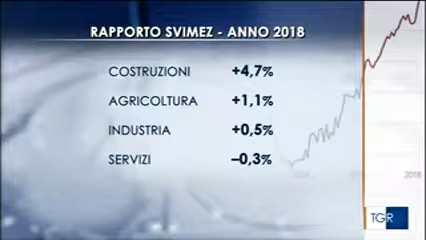 RAPPORTO SVIMEZ - ANNO 2018
COSTRUZIONI +4,7%
AGRICOLTURA +1,1%
INDUSTRIA +0,5%
SERVIZI –0,3%
2018
TGR